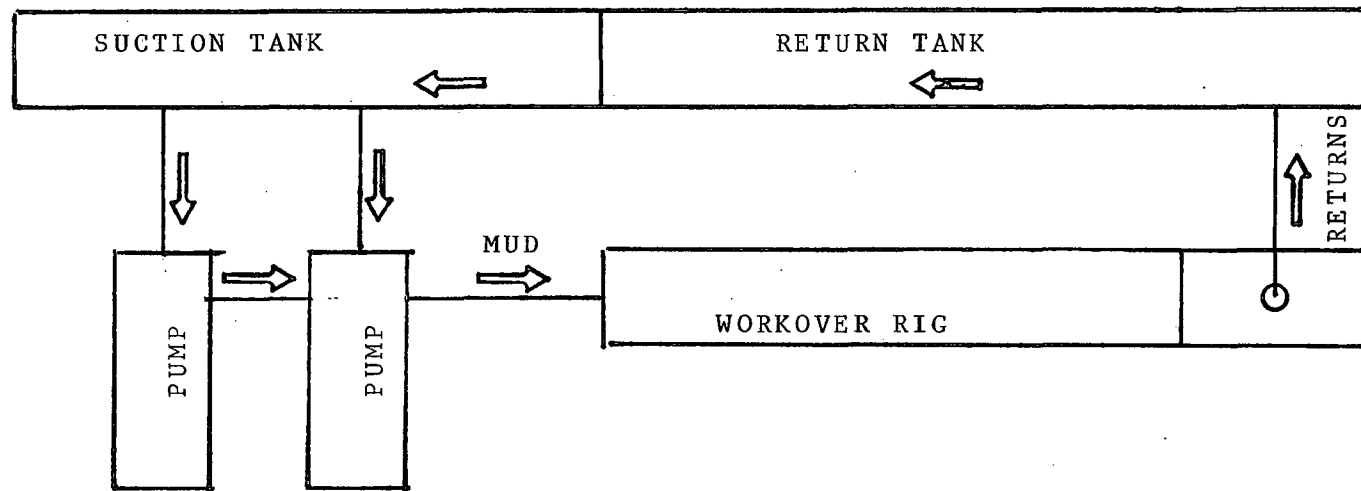 SUCTION TANK
RETURN TANK
RETURNS
MUD
PUMP
PUMP
WORKOVER RIG